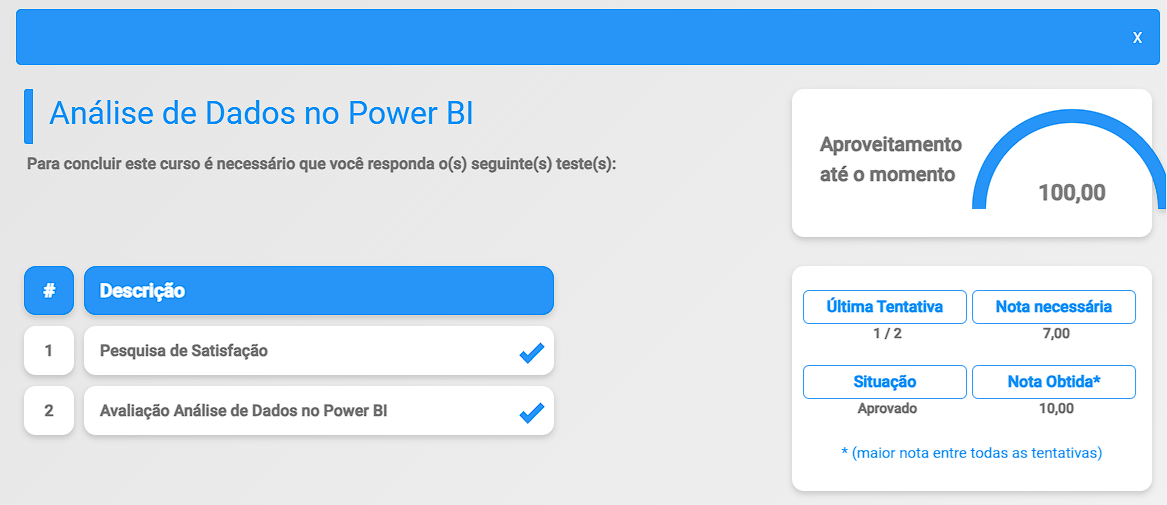 X
Análise de Dados no Power BI
Para concluir este curso é necessário que você responda o(s) seguinte(s) teste(s):
Aproveitamento
até o momento
100,00
# Descrição
1 Pesquisa de Satisfação
2 Avaliação Análise de Dados no Power BI
Última Tentativa Nota necessária
1 / 2 7,00
Situação Nota Obtida*
Aprovado 10,00
* (maior nota entre todas as tentativas)